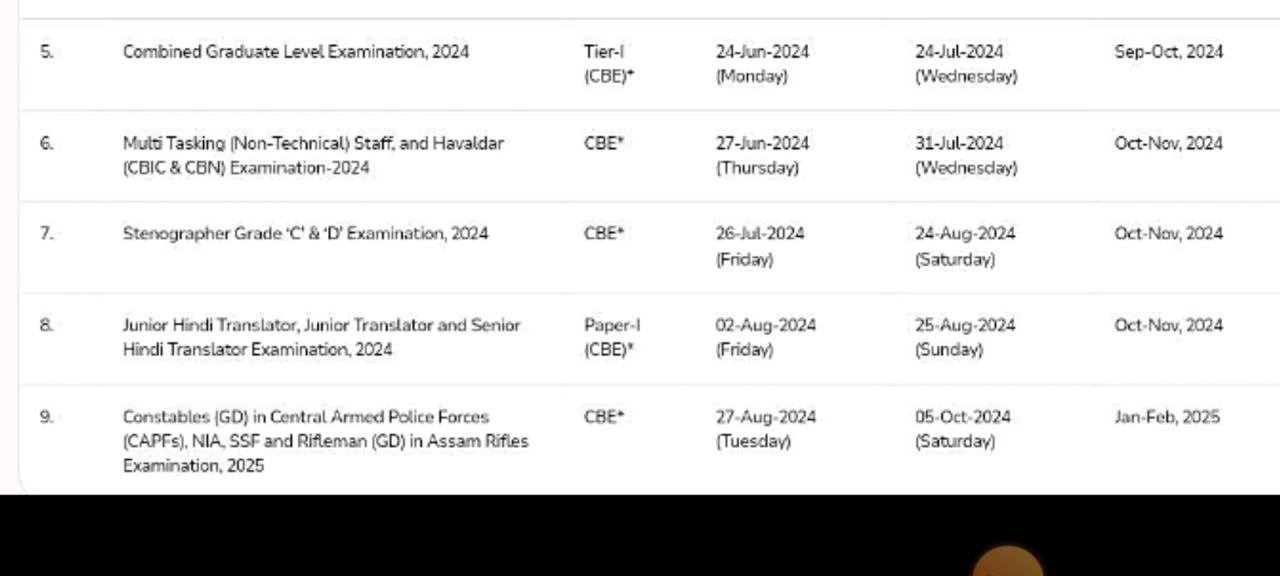 5. Combined Graduate Level Examination, 2024 Tier-I 24-Jun-2024 24-Jul-2024 Sep-Oct, 2024
(CBE)* (Monday) (Wednesday)
6. Multi Tasking (Non-Technical) Staff, and Havaldar CBE* 27-Jun-2024 31-Jul-2024 Oct-Nov, 2024
(CBIC & CBN) Examination-2024 (Thursday) (Wednesday)
7. Stenographer Grade ‘C’ & ‘D’ Examination, 2024 CBE* 26-Jul-2024 24-Aug-2024 Oct-Nov, 2024
(Friday) (Saturday)
8. Junior Hindi Translator, Junior Translator and Senior Paper-I 02-Aug-2024 25-Aug-2024 Oct-Nov, 2024
Hindi Translator Examination, 2024 (CBE)* (Friday) (Sunday)
9. Constables (GD) in Central Armed Police Forces CBE* 27-Aug-2024 05-Oct-2024 Jan-Feb, 2025
(CAPFs), NIA, SSF and Rifleman (GD) in Assam Rifles (Tuesday) (Saturday)
Examination, 2025